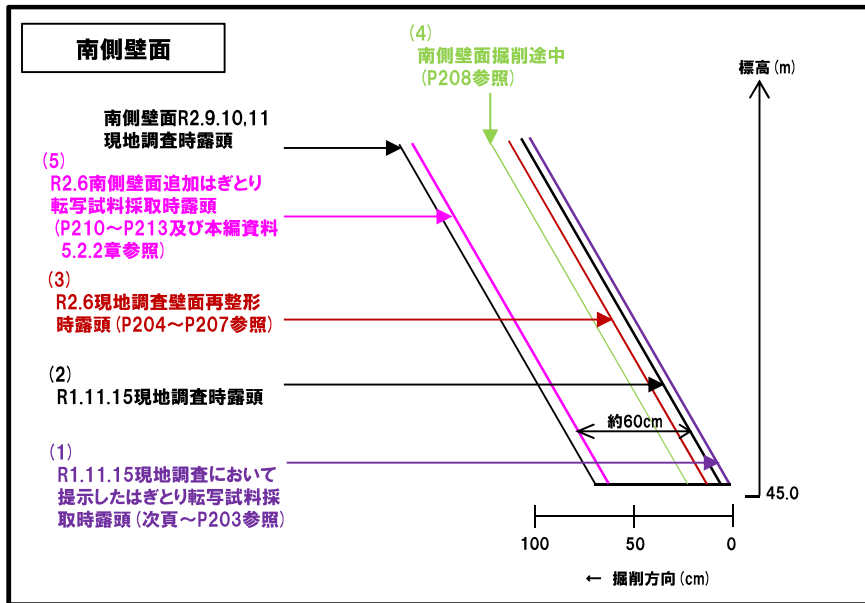 南側壁面
(4)
南側壁面掘削途中
(P208参照)
標高(m)
南側壁面R2.9.10,11
現地調査時露頭
(5)
R2.6南側壁面追加はぎとり
転写試料採取時露頭
(P210～P213及び本編資料
5.2.2章参照)
(3)
R2.6現地調査壁面再整形
時露頭(P204～P207参照)
(2)
R1.11.15現地調査時露頭
約60cm
(1)
R1.11.15現地調査において
提示したはぎとり転写試料採
取時露頭(次頁～P203参照)
45.0
100 50 0
← 掘削方向(cm)